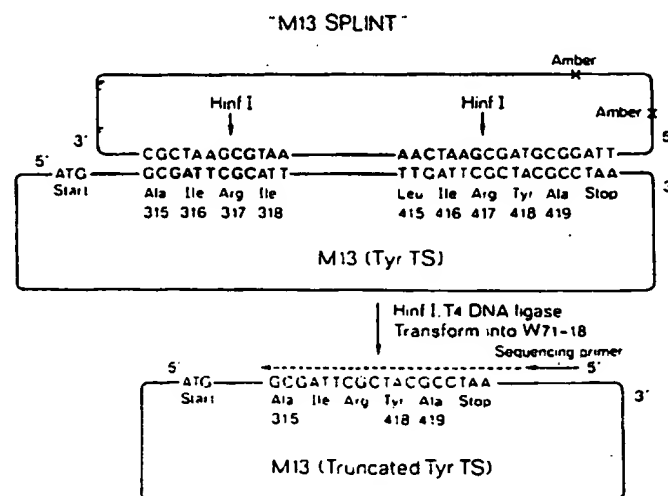 "M13 SPLINT"
Amber
Hinf I Hinf I Amber
3' 5'
CGCTAAGCGTAA AACTAAGCGATGCGGATT
5' ATG GCGATTCGCATT TTGATTCGCTACGCCTAA 3'
Start Ala Ile Arg Ile Leu Ile Arg Tyr Ala Stop
315 316 317 318 415 416 417 418 419
M13 (Tyr TS)
Hinf I. T4 DNA ligase
Transform into W71-18
Sequencing primer
5' 5'
ATG GCGATTCGCTACGCCTAA 3'
Start Ala Ile Arg Tyr Ala Stop
315 418 419
M13 (Truncated Tyr TS)